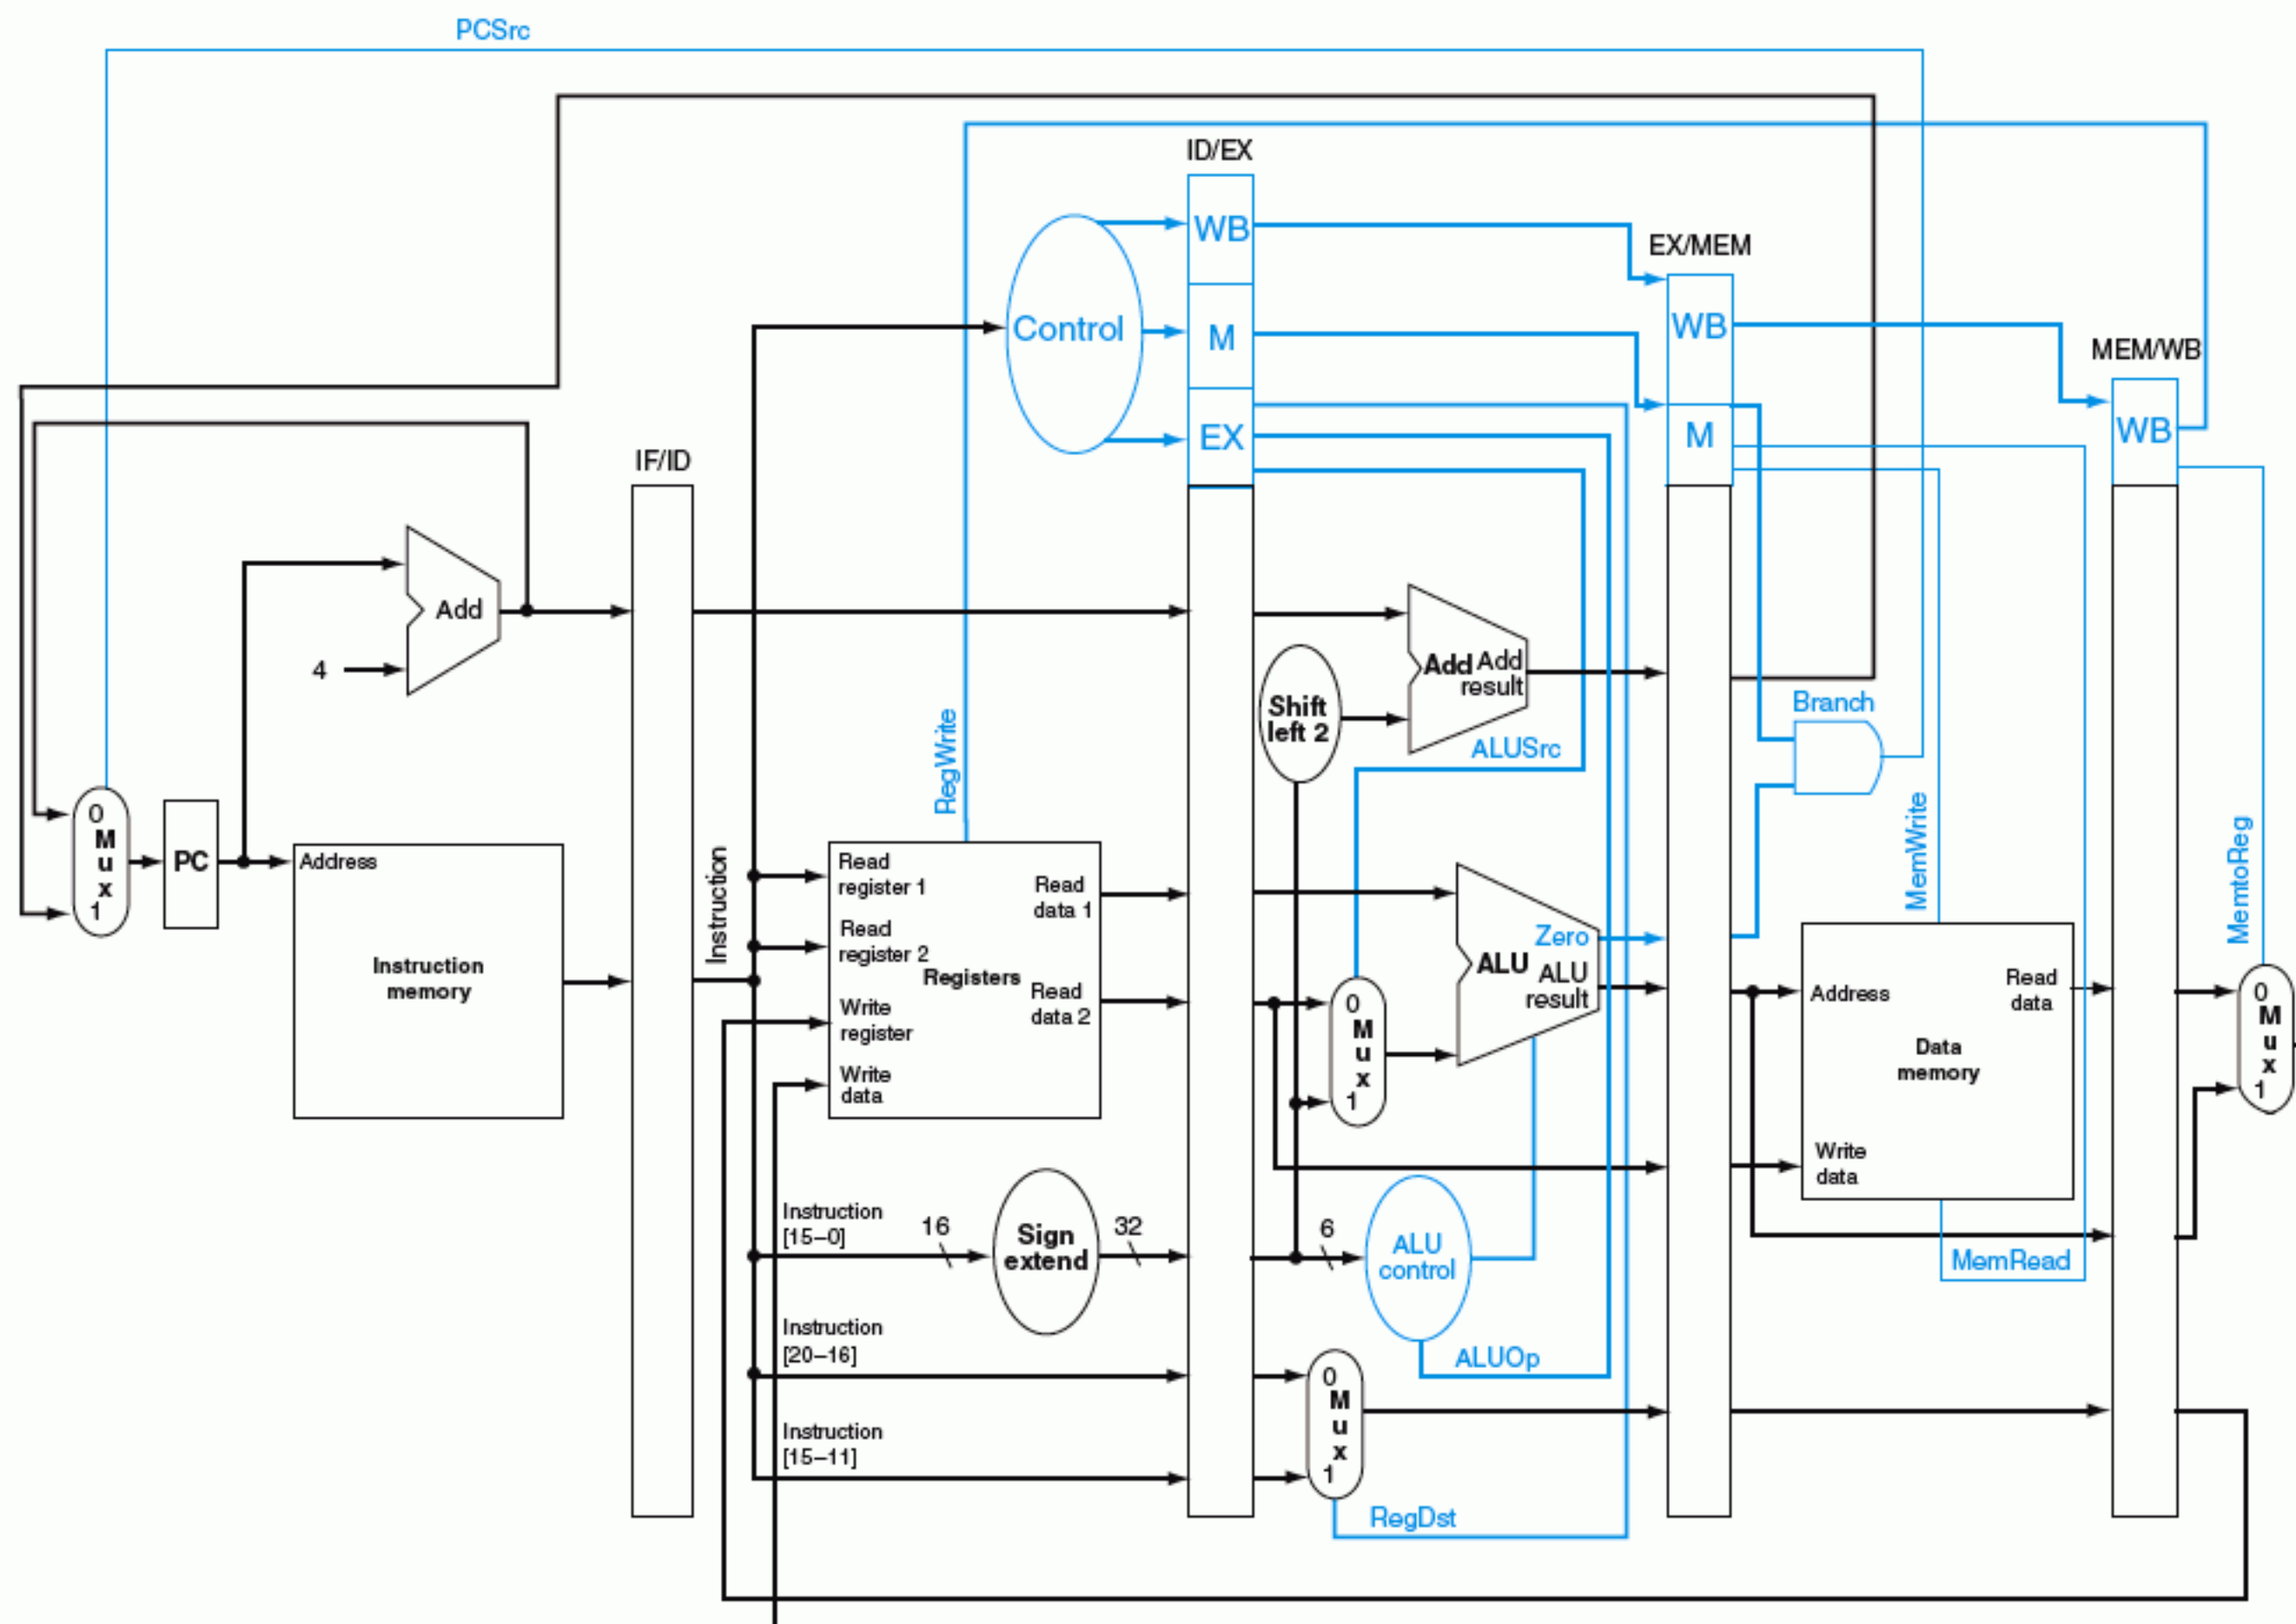 PCSrc
ID/EX
WB
EX/MEM
Control
M
WB
MEM/WB
EX
M
WB
IF/ID
Add
4
Add Add
result
Shift
left 2
ALUSrc
Branch
RegWrite
MemWrite
MemtoReg
0
M
u
x
1
PC
Address
Instruction
memory
Instruction
Read
register 1
Read
data 1
Read
register 2
Registers
Write
register
Read
data 2
Write
data
0
M
u
x
1
Zero
ALU
ALU
result
Address
Read
data
Data
memory
Write
data
0
M
u
x
1
Instruction
[15–0]
16
Sign
extend
32
6
ALU
control
MemRead
Instruction
[20–16]
ALUOp
0
M
u
x
1
Instruction
[15–11]
RegDst